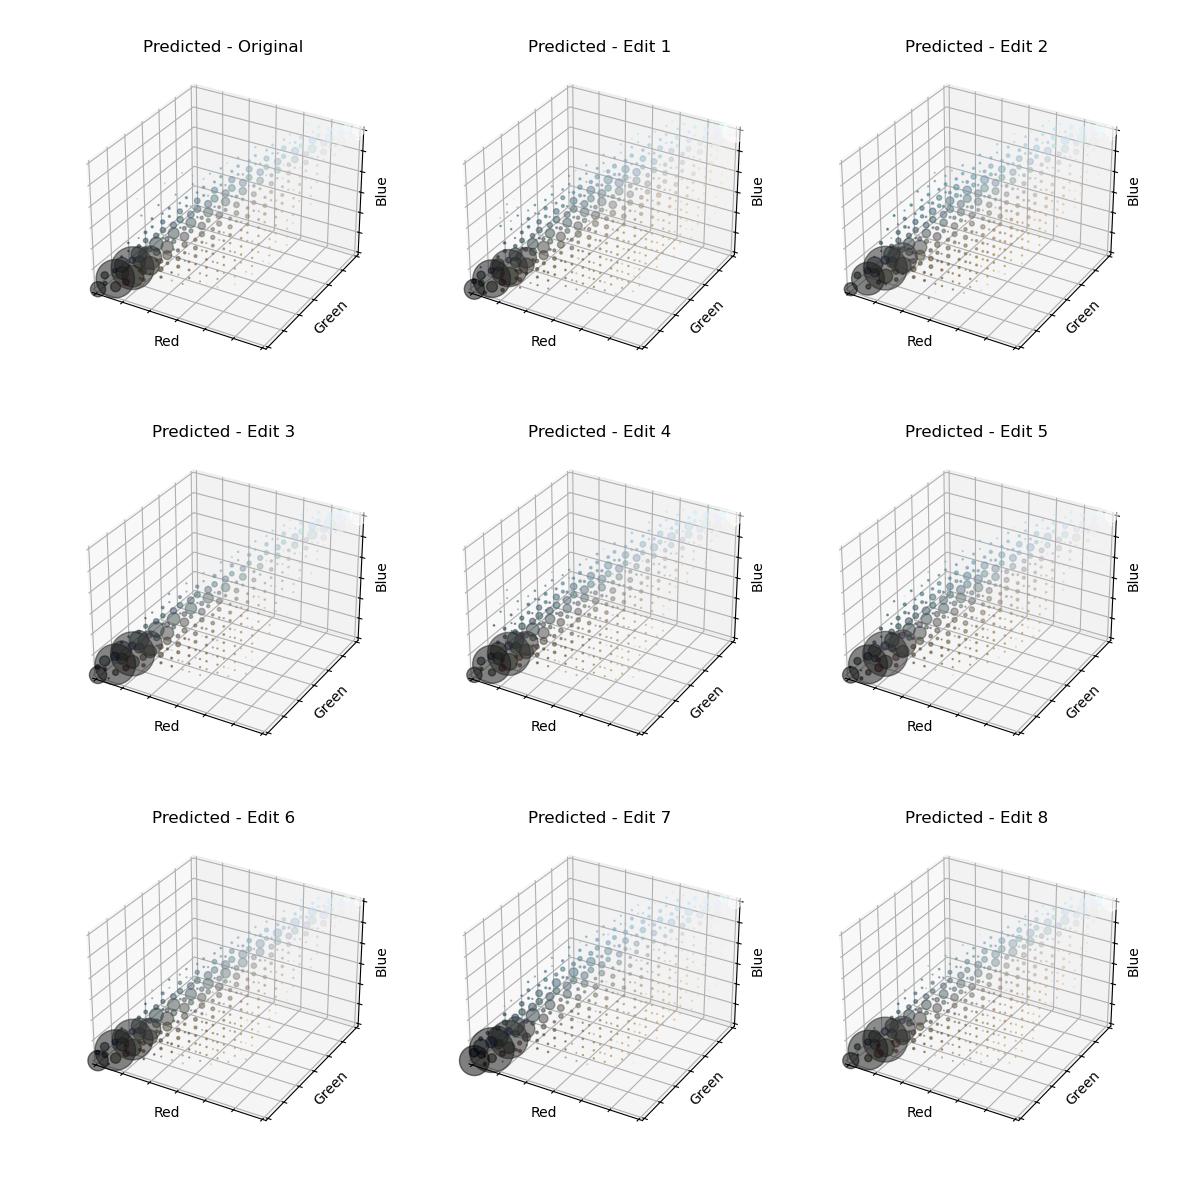 Predicted - Original
Predicted - Edit 1
Predicted - Edit 2
Blue
Blue
Blue
Green
Green
Green
Red
Red
Red
Predicted - Edit 3
Predicted - Edit 4
Predicted - Edit 5
Blue
Blue
Blue
Green
Green
Green
Red
Red
Red
Predicted - Edit 6
Predicted - Edit 7
Predicted - Edit 8
Blue
Blue
Blue
Green
Green
Green
Red
Red
Red